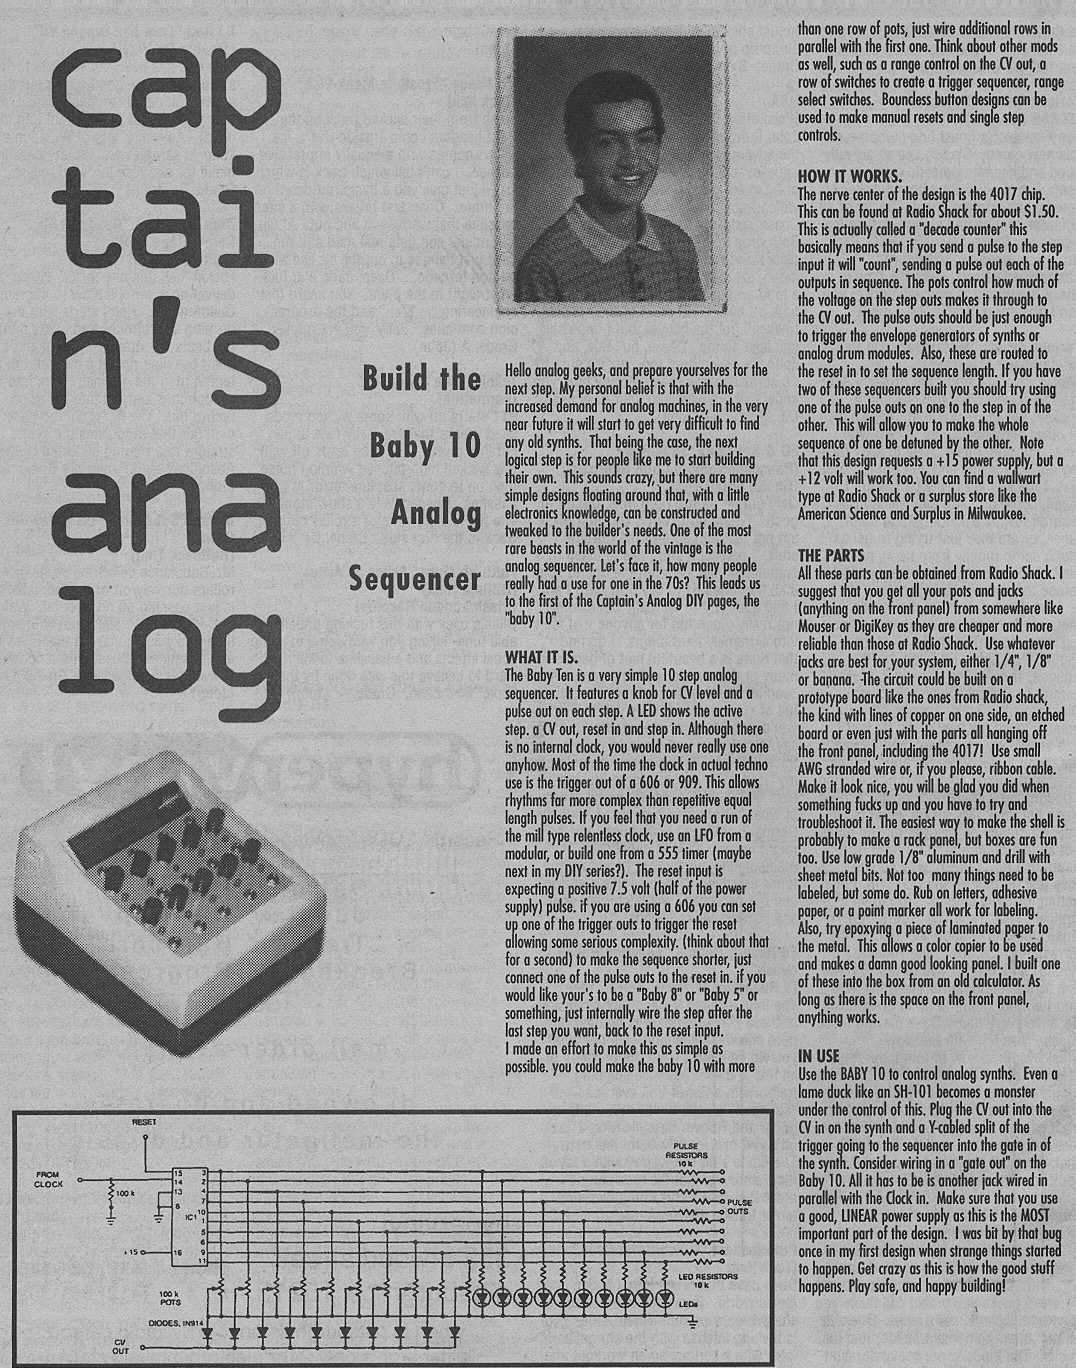 cap
tai
n's
ana
log
Build the
Baby 10
Analog
Sequencer
Hello analog geeks, and prepare yourselves for the
next step. My personal belief is that with the
increased demand for analog machines, in the very
near future it will start to get very difficult to find
any old synths. That being the case, the next
logical step is for people like me to start building
their own. This sounds crazy, but there are many
simple designs floating around that, with a little
electronics knowledge, can be constructed and
tweaked to the builder's needs. One of the most
rare beasts in the world of the vintage is the
analog sequencer. Let's face it, how many people
really had a use for one in the 70s? This leads us
to the first of the Captain's Analog DIY pages, the
"baby 10".
WHAT IT IS.
The Baby Ten is a very simple 10 step analog
sequencer. It features a knob for CV level and a
pulse out on each step. A LED shows the active
step. a CV out, reset in and step in. Although there
is no internal clock, you would never really use one
anyhow. Most of the time the clock in actual techno
use is the trigger out of a 606 or 909. This allows
rhythms far more complex than repetitive equal
length pulses. If you feel that you need a run of
the mill type relentless clock, use an LFO from a
modular, or build one from a 555 timer (maybe
next in my DIY series?). The reset input is
expecting a positive 7.5 volt (half of the power
supply) pulse. if you are using a 606 you can set
up one of the trigger outs to trigger the reset
allowing some serious complexity. (think about that
for a second) to make the sequence shorter, just
connect one of the pulse outs to the reset in. if you
would like your's to be a "Baby 8" or "Baby 5" or
something, just internally wire the step after the
last step you want, back to the reset input.
I made an effort to make this as simple as
possible. you could make the baby 10 with more
than one row of pots, just wire additional rows in
parallel with the first one. Think about other mods
as well, such as a range control on the CV out, a
row of switches to create a trigger sequencer, range
select switches. Boundless button designs can be
used to make manual resets and single step
controls.
HOW IT WORKS.
The nerve center of the design is the 4017 chip.
This can be found at Radio Shack for about $1.50.
This is actually called a "decade counter" this
basically means that if you send a pulse to the step
input it will "count", sending a pulse out each of the
outputs in sequence. The pots control how much of
the voltage on the step outs makes it through to
the CV out. The pulse outs should be just enough
to trigger the envelope generators of synths or
analog drum modules. Also, these are routed to
the reset in to set the sequence length. If you have
two of these sequencers built you should try using
one of the pulse outs on one to the step in of the
other. This will allow you to make the whole
sequence of one be detuned by the other. Note
that this design requests a +15 power supply, but a
+12 volt will work too. You can find a wallwart
type at Radio Shack or a surplus store like the
American Science and Surplus in Milwaukee.
THE PARTS
All these parts can be obtained from Radio Shack. I
suggest that you get all your pots and jacks
(anything on the front panel) from somewhere like
Mouser or DigiKey as they are cheaper and more
reliable than those at Radio Shack. Use whatever
jacks are best for your system, either 1/4", 1/8"
or banana. The circuit could be built on a
prototype board like the ones from Radio shack,
the kind with lines of copper on one side, an etched
board or even just with the parts all hanging off
the front panel, including the 4017! Use small
AWG stranded wire or, if you please, ribbon cable.
Make it look nice, you will be glad you did when
something fucks up and you have to try and
troubleshoot it. The easiest way to make the shell is
probably to make a rack panel, but boxes are fun
too. Use low grade 1/8" aluminum and drill with
sheet metal bits. Not too many things need to be
labeled, but some do. Rub on letters, adhesive
paper, or a paint marker all work for labeling.
Also, try epoxying a piece of laminated paper to
the metal. This allows a color copier to be used
and makes a damn good looking panel. I built one
of these into the box from an old calculator. As
long as there is the space on the front panel,
anything works.
IN USE
Use the BABY 10 to control analog synths. Even a
lame duck like an SH-101 becomes a monster
under the control of this. Plug the CV out into the
CV in on the synth and a Y-cabled split of the
trigger going to the sequencer into the gate in of
the synth. Consider wiring in a "gate out" on the
Baby 10. All it has to be is another jack wired in
parallel with the Clock in. Make sure that you use
a good, LINEAR power supply as this is the MOST
important part of the design. I was bit by that bug
once in my first design when strange things started
to happen. Get crazy as this is how the good stuff
happens. Play safe, and happy building!
RESET
FROM
CLOCK
100 k
+15
15
14
13
8
16
IC1
3
2
4
7
10
1
5
6
9
11
PULSE
RESISTORS
10 k
PULSE
OUTS
LED RESISTORS
10 k
LEDs
100 k
POTS
DIODES, IN914
CV
OUT